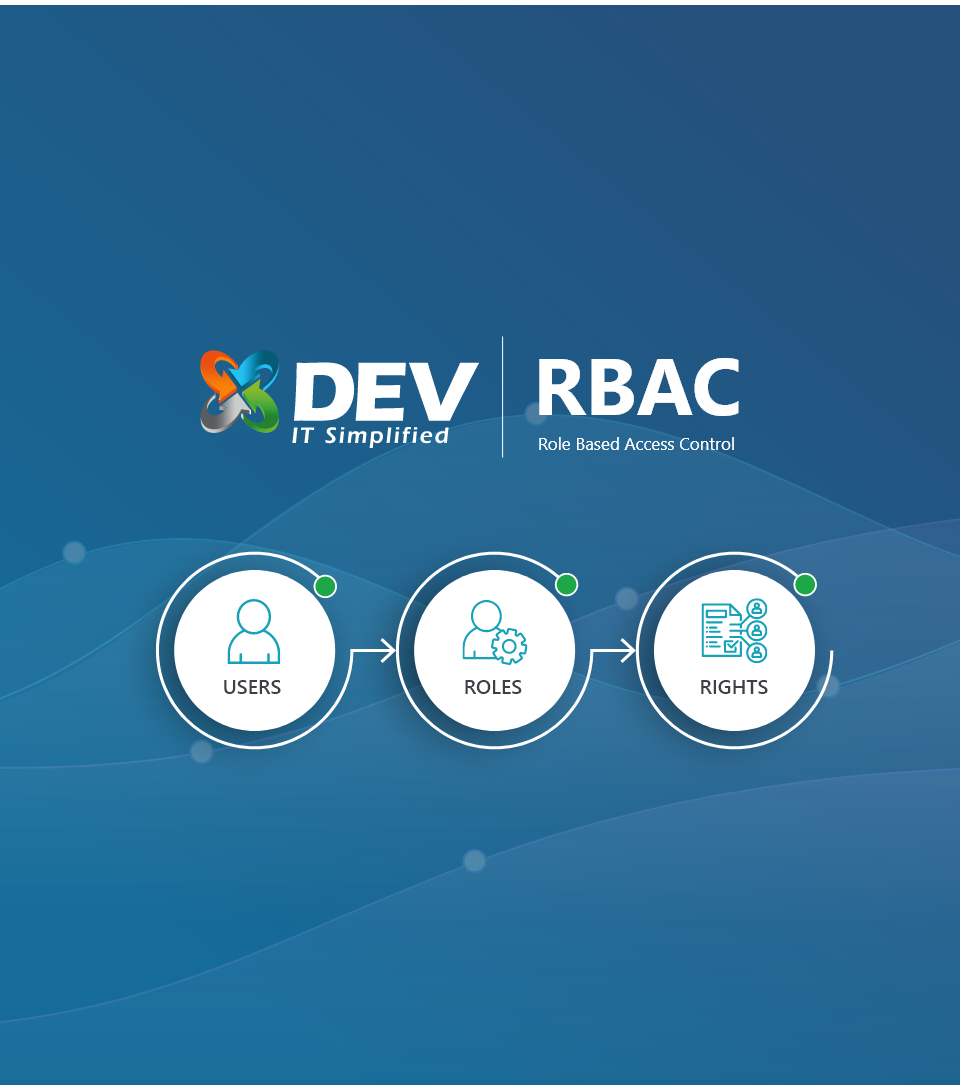 DEV
IT Simplified
RBAC
Role Based Access Control
USERS
ROLES
RIGHTS